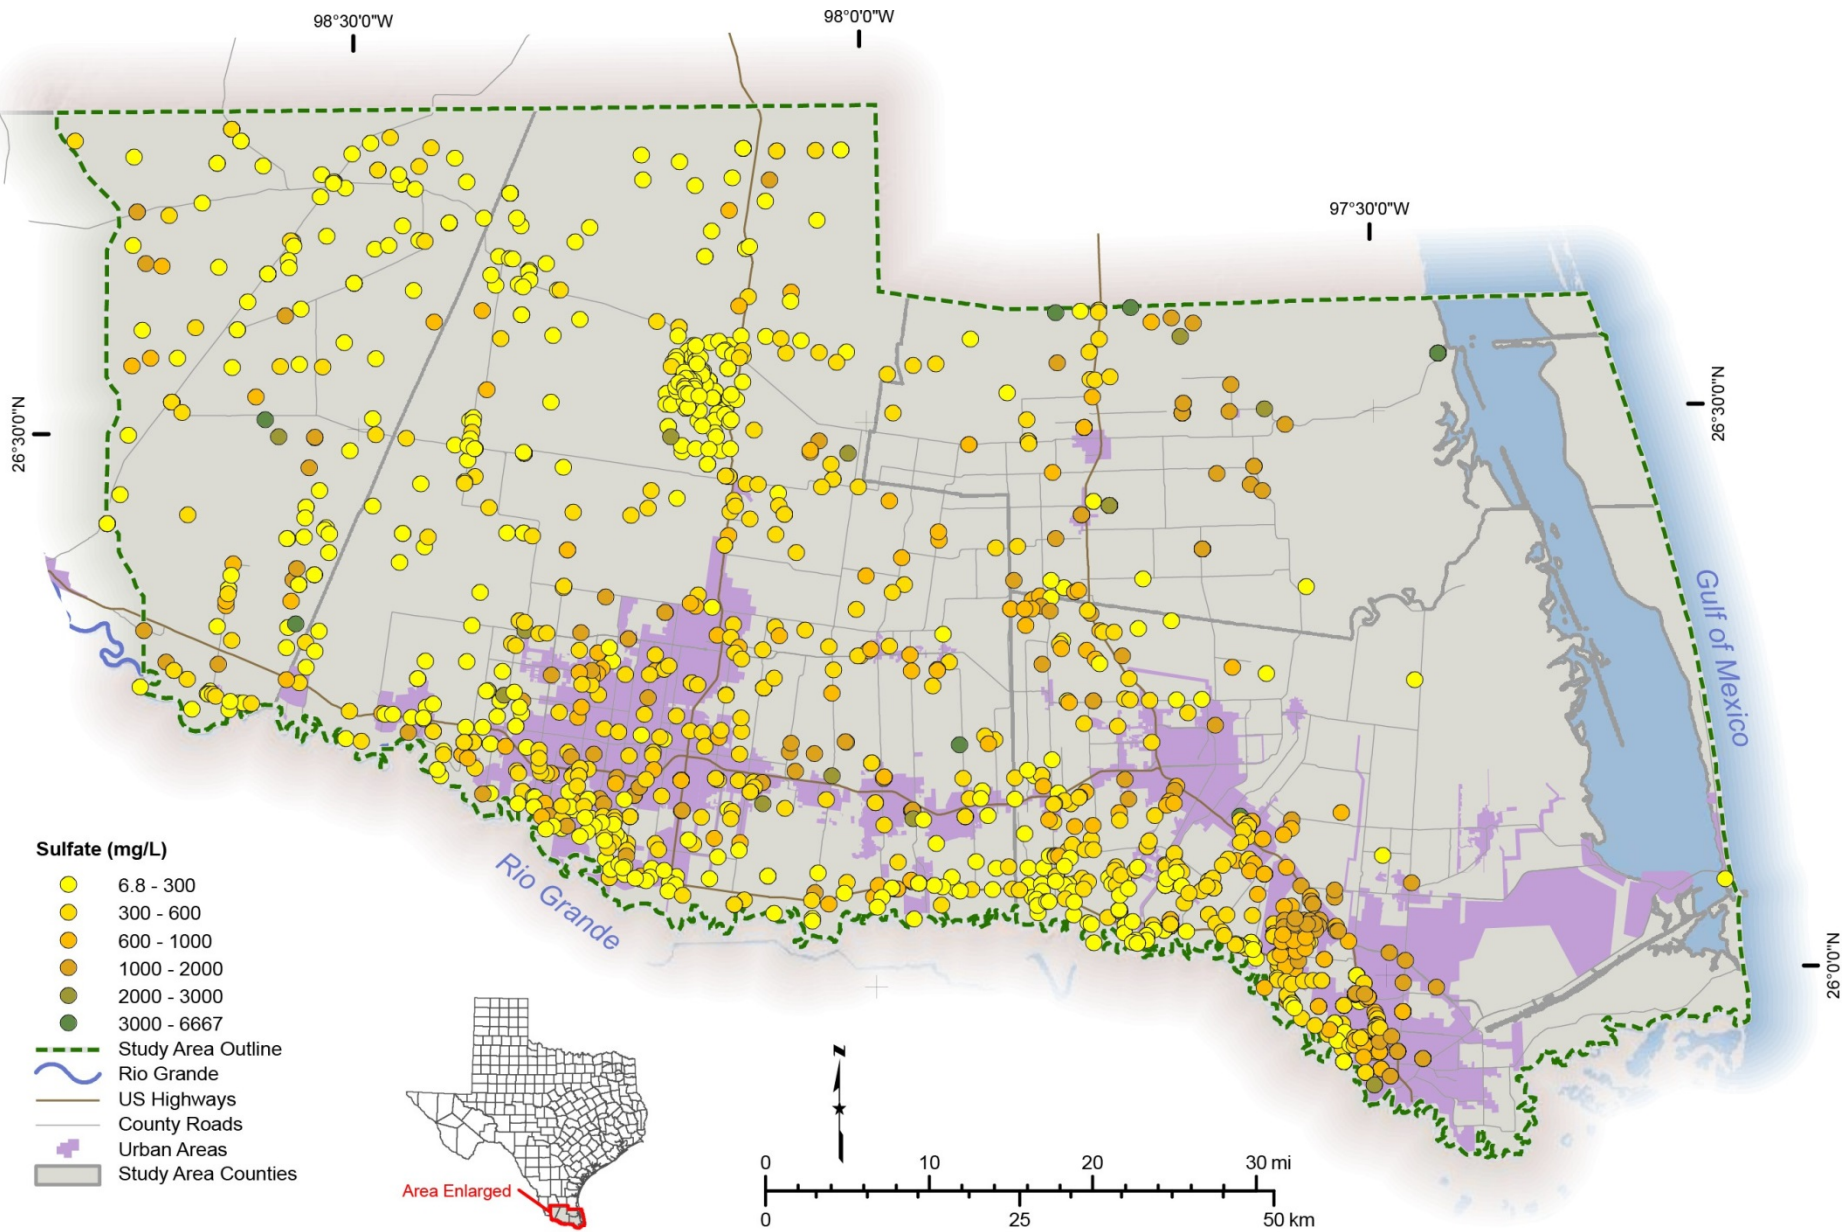 98°30'0"W
98°0'0"W
97°30'0"W
26°30'0"N
26°30'0"N
Gulf of Mexico
Rio Grande
26°0'0"N
Sulfate (mg/L)
6.8 - 300
300 - 600
600 - 1000
1000 - 2000
2000 - 3000
3000 - 6667
Study Area Outline
Rio Grande
US Highways
County Roads
Urban Areas
Study Area Counties
Area Enlarged
N
0 10 20 30 mi
0 25 50 km